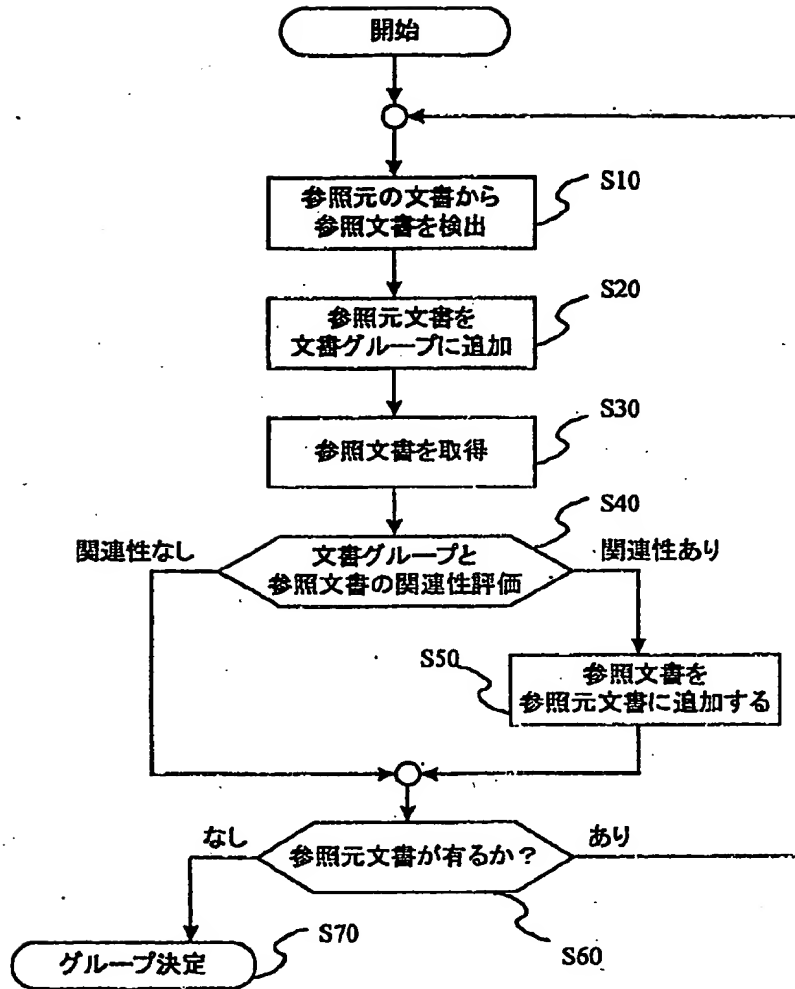 開始
参照元の文書から
参照文書を検出
S10
参照元文書を
文書グループに追加
S20
参照文書を取得
S30
S40
関連性なし
文書グループと
参照文書の関連性評価
関連性あり
S50
参照文書を
参照元文書に追加する
なし
参照元文書が有るか？
あり
グループ決定
S70
S60